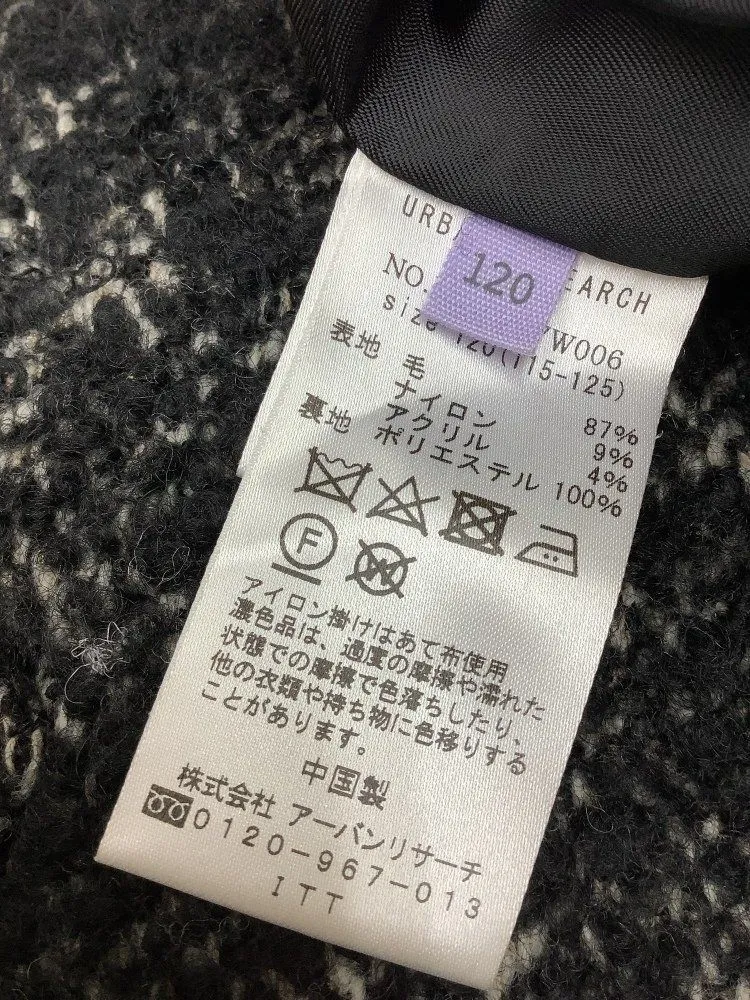 URB EARCH
120
NO. W006
size 120(115-125)
表地 毛 87%
ナイロン 9%
アクリル 4%
裏地 ポリエステル 100%
F
W
アイロン掛けはあて布使用
濃色品は、過度の摩擦や濡れた
状態での摩擦で色落ちしたり、
他の衣類や持ち物に色移りする
ことがあります。
中国製
株式会社 アーバンリサーチ
0120-967-013
ITT